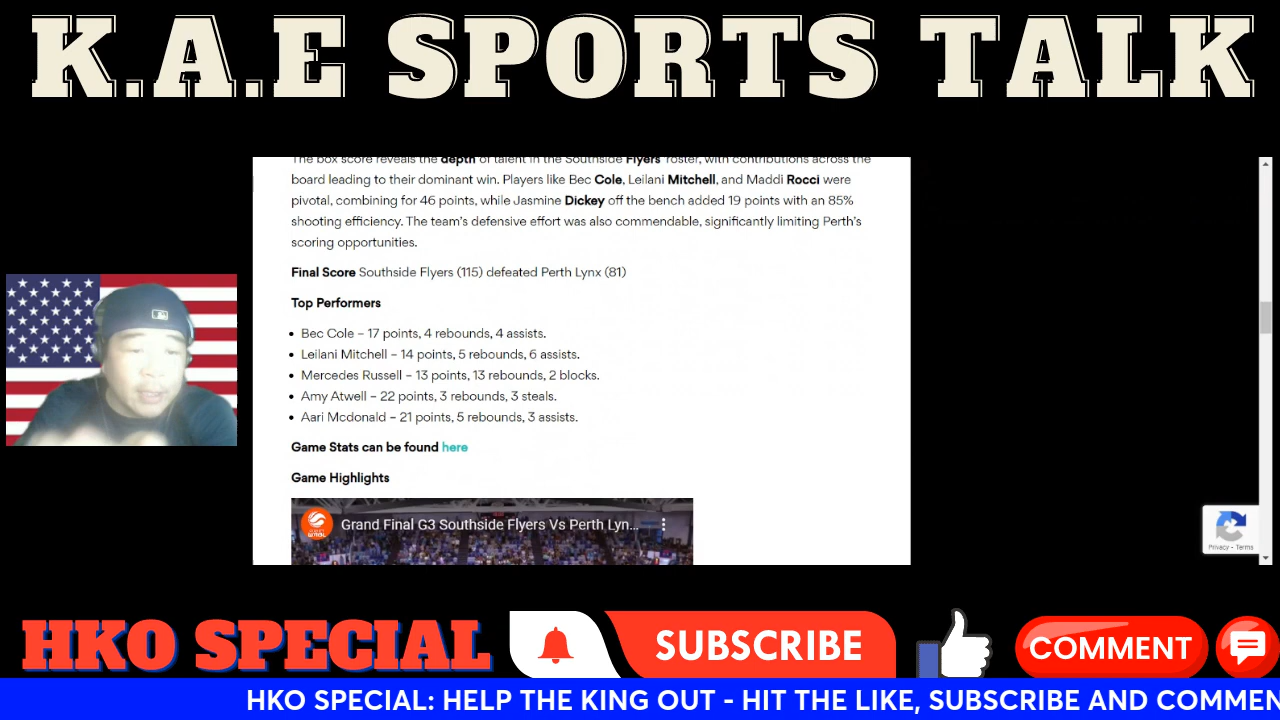 K.A.E SPORTS TALK
The box score reveals the depth of talent in the Southside Flyers' roster, with contributions across the
board leading to their dominant win. Players like Bec Cole, Leilani Mitchell, and Maddi Rocci were
pivotal, combining for 46 points, while Jasmine Dickey off the bench added 19 points with an 85%
shooting efficiency. The team's defensive effort was also commendable, significantly limiting Perth's
scoring opportunities.
Final Score Southside Flyers (115) defeated Perth Lynx (81)
Top Performers
• Bec Cole – 17 points, 4 rebounds, 4 assists.
• Leilani Mitchell – 14 points, 5 rebounds, 6 assists.
• Mercedes Russell – 13 points, 13 rebounds, 2 blocks.
• Amy Atwell – 22 points, 3 rebounds, 3 steals.
• Aari Mcdonald – 21 points, 5 rebounds, 3 assists.
Game Stats can be found here
Game Highlights
Grand Final G3 Southside Flyers Vs Perth Lyn...
WNBL
Privacy - Terms
HKO SPECIAL
SUBSCRIBE
COMMENT
HKO SPECIAL: HELP THE KING OUT - HIT THE LIKE, SUBSCRIBE AND COMMEN